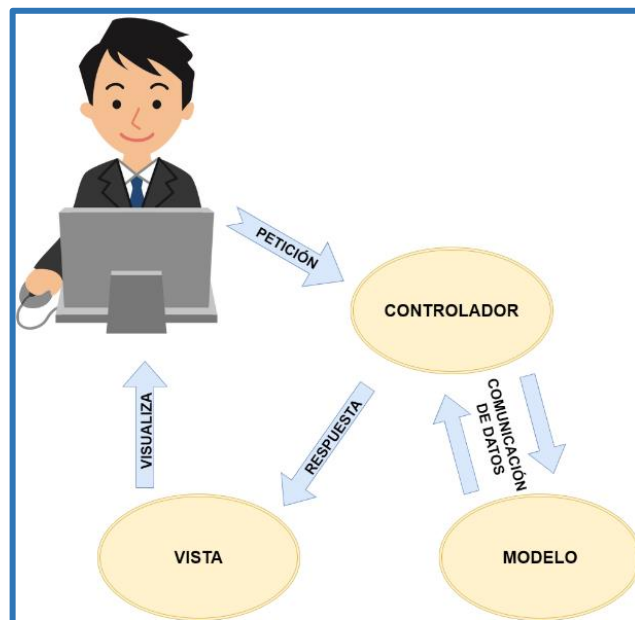 PETICIÓN
CONTROLADOR
COMUNICACIÓN
DE DATOS
RESPUESTA
VISUALIZA
VISTA
MODELO